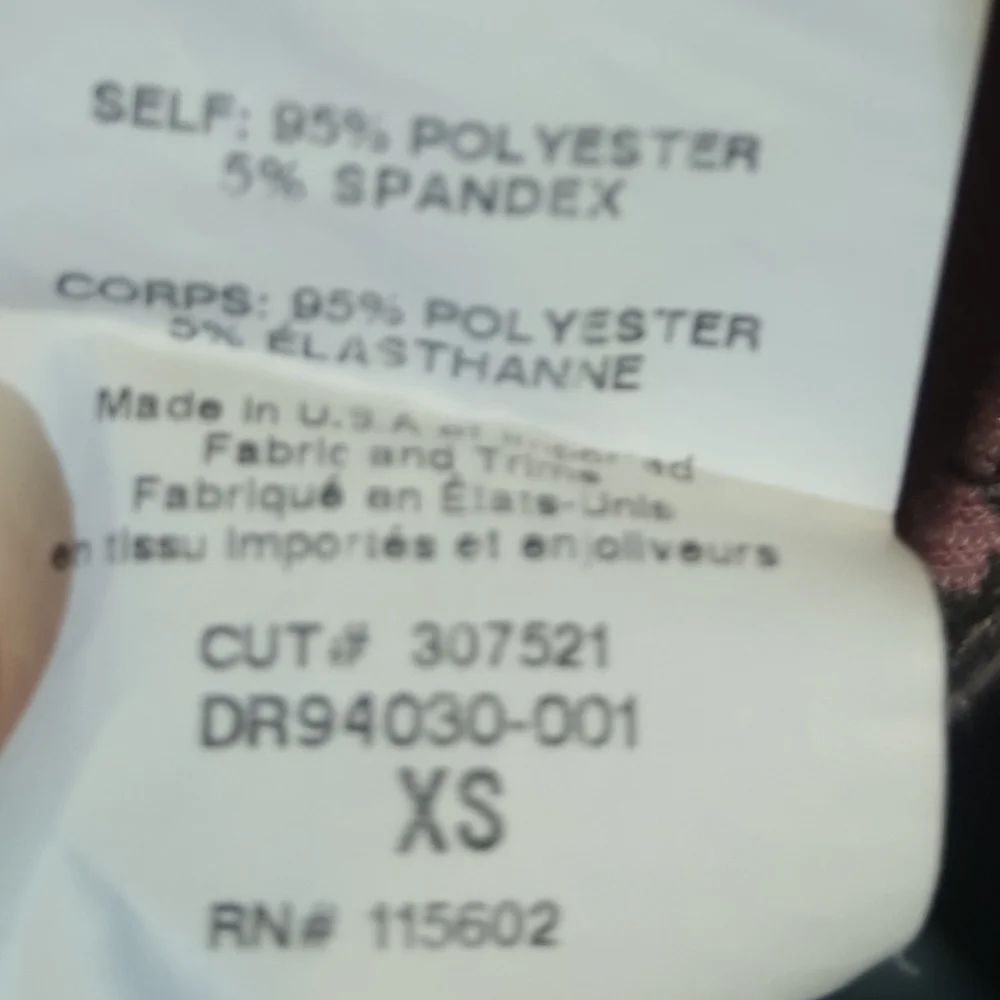 SELF: 95% POLYESTER
5% SPANDEX
CORPS: 95% POLYESTER
5% ÉLASTHANNE
Made in U.S.A
Fabric and Trims
Fabriqué en États-Unis
en tissu importés et enjoliveurs
CUT# 307521
DR94030-001
XS
RN# 115602